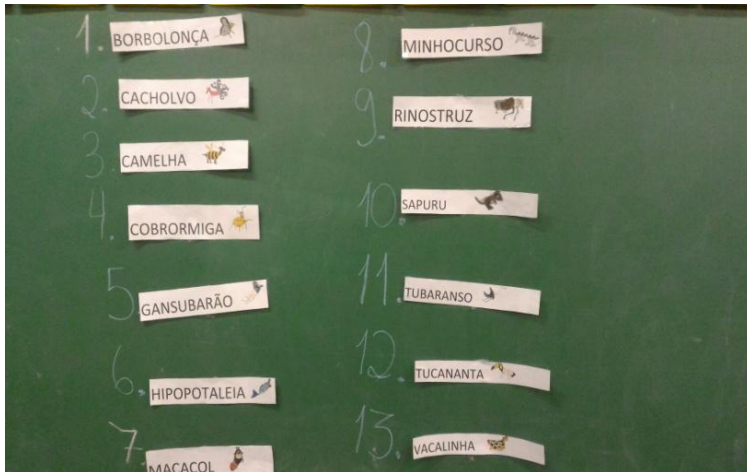 1. BORBOLONÇA
2. CACHOLVO
3. CAMELHA
4. COBRORMIGA
5. GANSUBARÃO
6. HIPOPOTALEIA
7. MACACOL
8. MINHOCURSO
9. RINOSTRUZ
10. SAPURU
11. TUBARANSO
12. TUCANANTA
13. VACALINHA